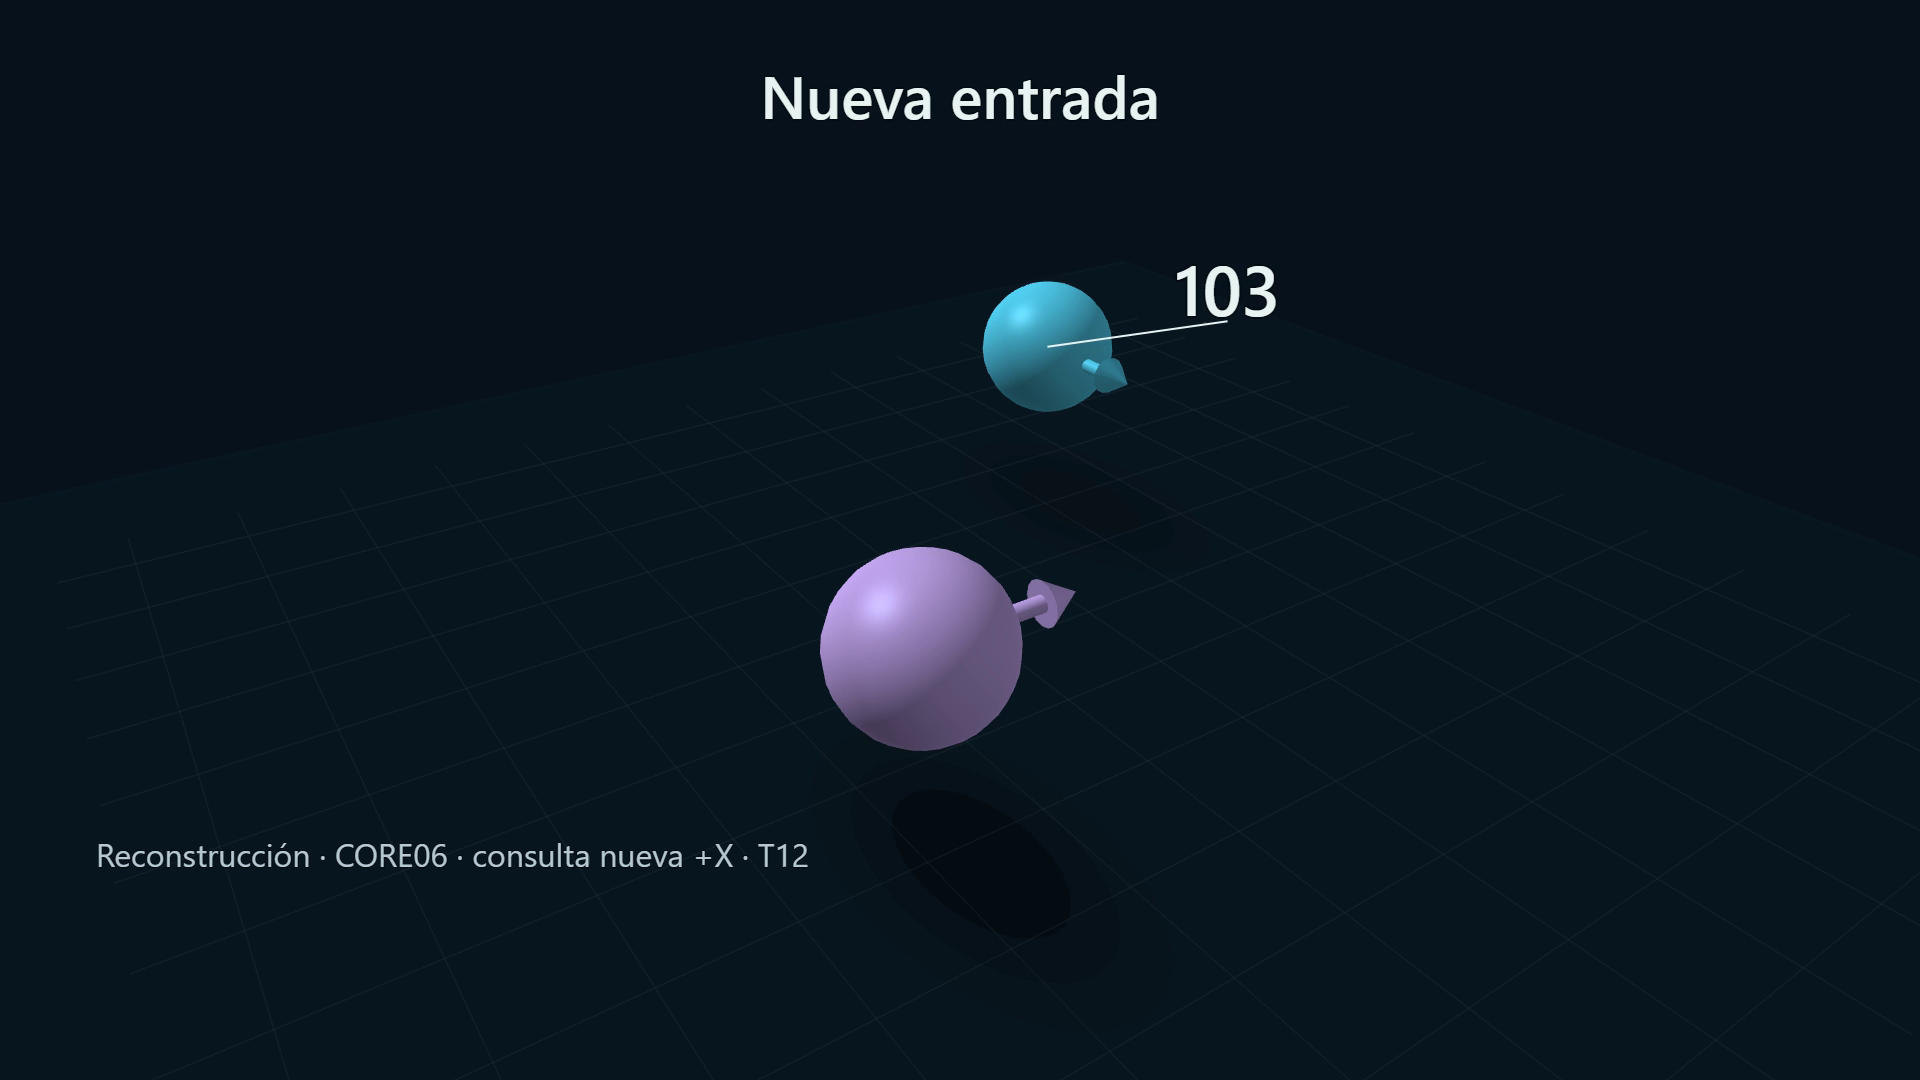 Nueva entrada
103
Reconstrucción · CORE06 · consulta nueva +X · T12